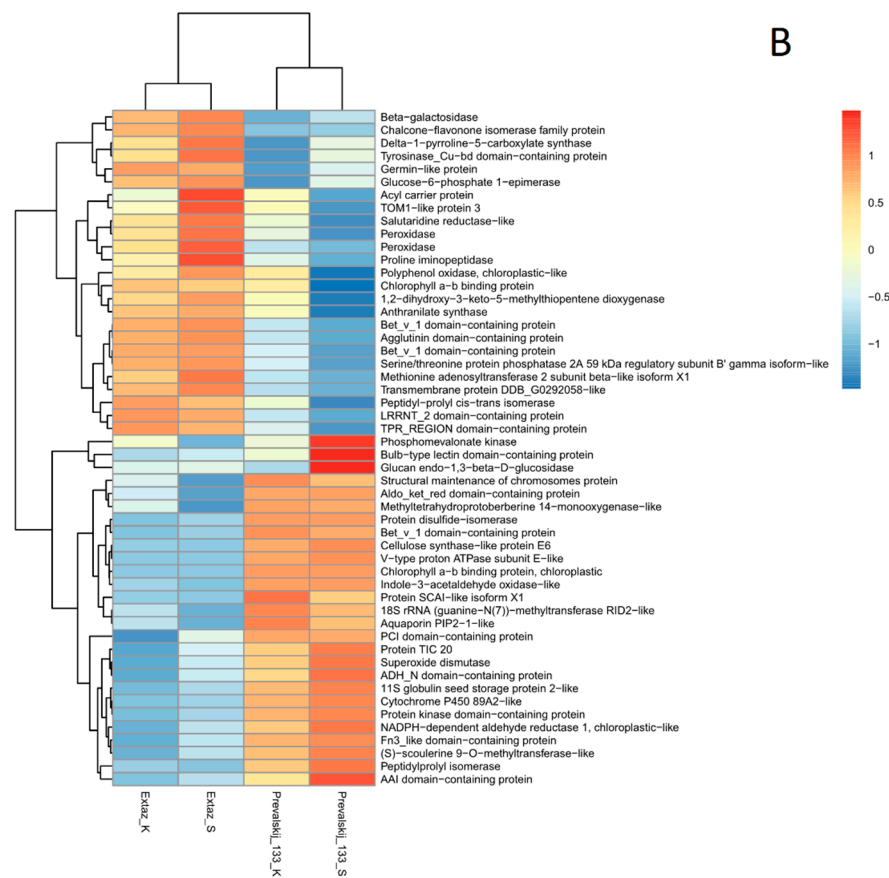 B
Beta−galactosidase
Chalcone−flavonone isomerase family protein
Delta−1−pyrroline−5−carboxylate synthase
Tyrosinase_Cu−bd domain−containing protein
Germin−like protein
Glucose−6−phosphate 1−epimerase
Acyl carrier protein
TOM1−like protein 3
Salutaridine reductase−like
Peroxidase
Peroxidase
Proline iminopeptidase
Polyphenol oxidase, chloroplastic−like
Chlorophyll a−b binding protein
1,2−dihydroxy−3−keto−5−methylthiopentene dioxygenase
Anthranilate synthase
Bet_v_1 domain−containing protein
Agglutinin domain−containing protein
Bet_v_1 domain−containing protein
Serine/threonine protein phosphatase 2A 59 kDa regulatory subunit B' gamma isoform−like
Methionine adenosyltransferase 2 subunit beta−like isoform X1
Transmembrane protein DDB_G0292058−like
Peptidyl−prolyl cis−trans isomerase
LRRNT_2 domain−containing protein
TPR_REGION domain−containing protein
Phosphomevalonate kinase
Bulb−type lectin domain−containing protein
Glucan endo−1,3−beta−D−glucosidase
Structural maintenance of chromosomes protein
Aldo_ket_red domain−containing protein
Methyltetrahydroprotoberberine 14−monooxygenase−like
Protein disulfide−isomerase
Bet_v_1 domain−containing protein
Cellulose synthase−like protein E6
V−type proton ATPase subunit E−like
Chlorophyll a−b binding protein, chloroplastic
Indole−3−acetaldehyde oxidase−like
Protein SCAI−like isoform X1
18S rRNA (guanine−N(7))−methyltransferase RID2−like
Aquaporin PIP2−1−like
PCI domain−containing protein
Protein TIC 20
Superoxide dismutase
ADH_N domain−containing protein
11S globulin seed storage protein 2−like
Cytochrome P450 89A2−like
Protein kinase domain−containing protein
NADPH−dependent aldehyde reductase 1, chloroplastic−like
Fn3_like domain−containing protein
(S)−scoulerine 9−O−methyltransferase−like
Peptidylprolyl isomerase
AAI domain−containing protein
1
0.5
0
−0.5
−1
Extaz_K
Extaz_S
Prevalskij_133_K
Prevalskij_133_S